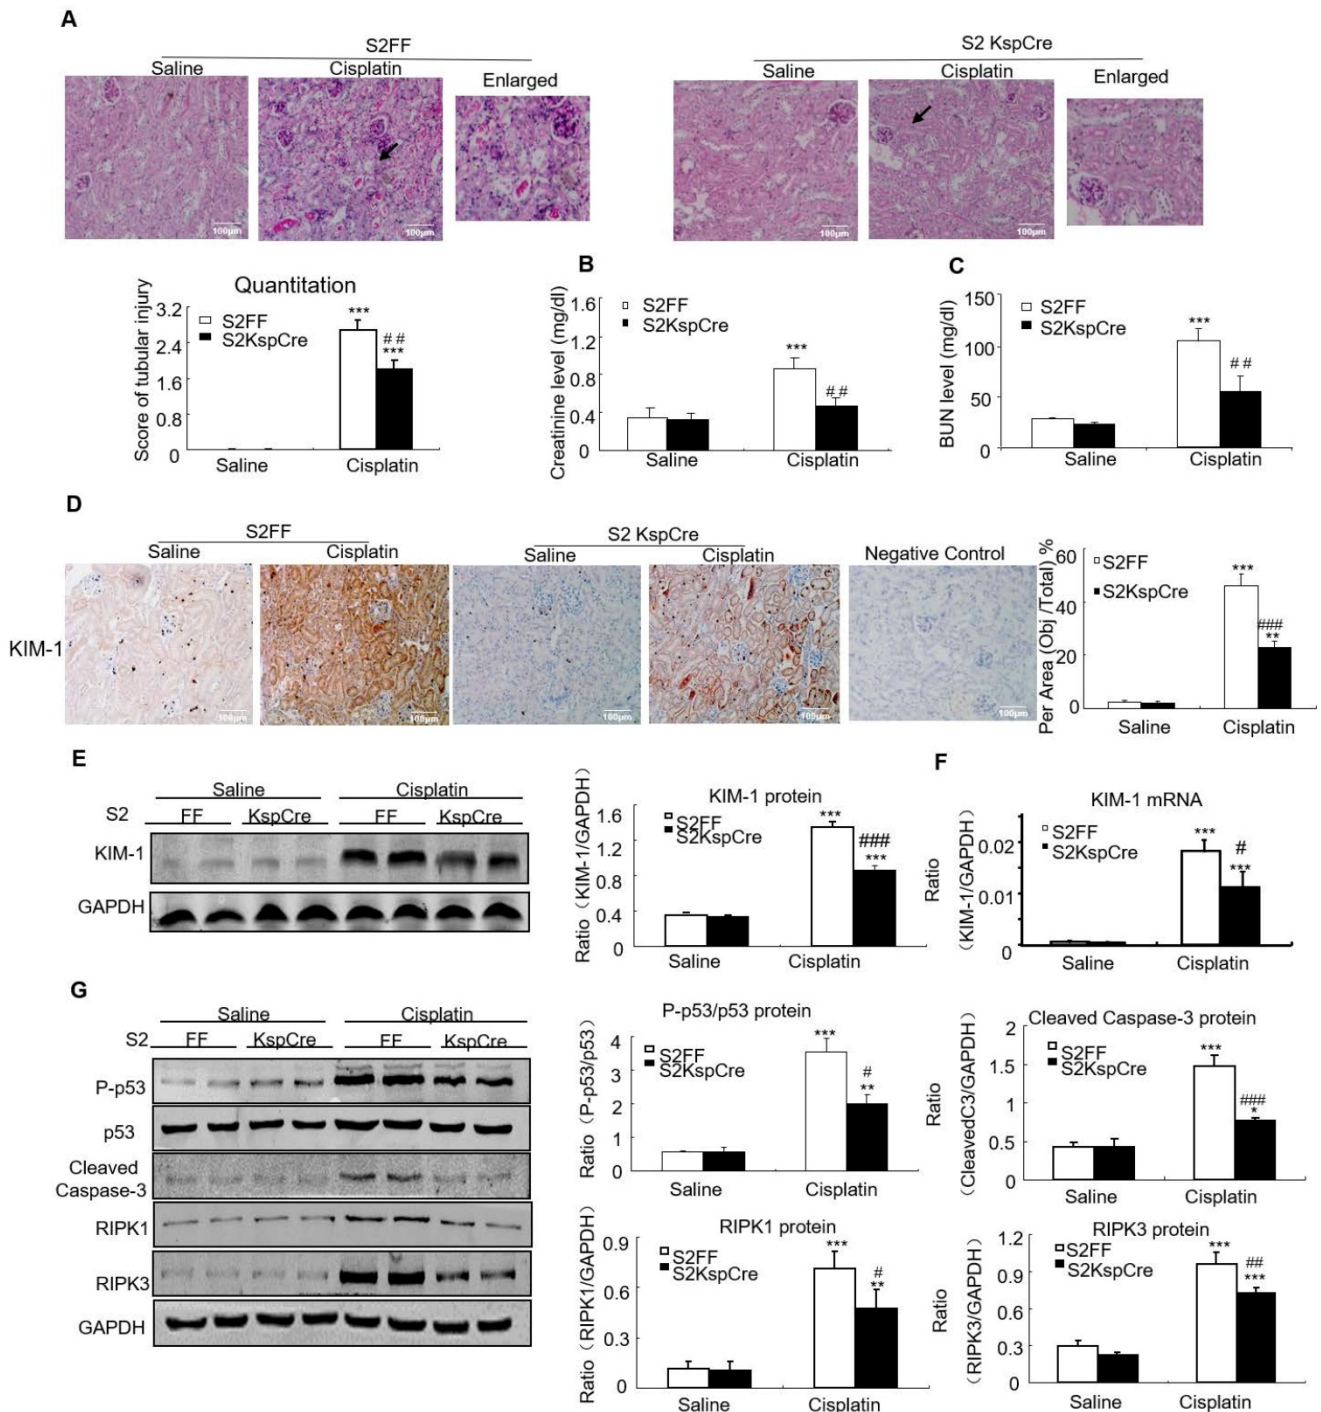 A
S2FF
Saline Cisplatin Enlarged
S2 KspCre
Saline Cisplatin Enlarged
100μm 100μm 100μm 100μm
Quantitation
Score of tubular injury
3.2
2.4
1.6
0.8
0
S2FF
S2KspCre
***
##
***
Saline Cisplatin
B
Creatinine level (mg/dl)
1.6
1.2
0.8
0.4
0
S2FF
S2KspCre
***
##
Saline Cisplatin
C
BUN level (mg/dl)
150
100
50
0
S2FF
S2KspCre
***
##
Saline Cisplatin
D
S2FF
Saline Cisplatin
S2 KspCre
Saline Cisplatin
Negative Control
KIM-1
100μm 100μm 100μm 100μm 100μm
Per Area (Obj /Total) %
60
40
20
0
S2FF
S2KspCre
***
###
**
Saline Cisplatin
E
Saline Cisplatin
S2 FF KspCre FF KspCre
KIM-1
GAPDH
KIM-1 protein
Ratio（KIM-1/GAPDH）
1.6
1.2
0.8
0.4
0
S2FF
S2KspCre
***
###
***
Saline Cisplatin
F
KIM-1 mRNA
Ratio
（KIM-1/GAPDH）
0.02
0.01
0
S2FF
S2KspCre
***
#
***
Saline Cisplatin
G
Saline Cisplatin
S2 FF KspCre FF KspCre
P-p53
p53
Cleaved
Caspase-3
RIPK1
RIPK3
GAPDH
P-p53/p53 protein
Ratio（P-p53/p53）
4
3
2
1
0
S2FF
S2KspCre
***
#
**
Saline Cisplatin
Cleaved Caspase-3 protein
Ratio
（CleavedC3/GAPDH）
2
1.5
1
0.5
0
S2FF
S2KspCre
***
###
*
Saline Cisplatin
RIPK1 protein
Ratio（RIPK1/GAPDH）
0.9
0.6
0.3
0
S2FF
S2KspCre
***
#
**
Saline Cisplatin
RIPK3 protein
Ratio
（RIPK3/GAPDH）
1.2
0.9
0.6
0.3
0
S2FF
S2KspCre
***
##
***
Saline Cisplatin